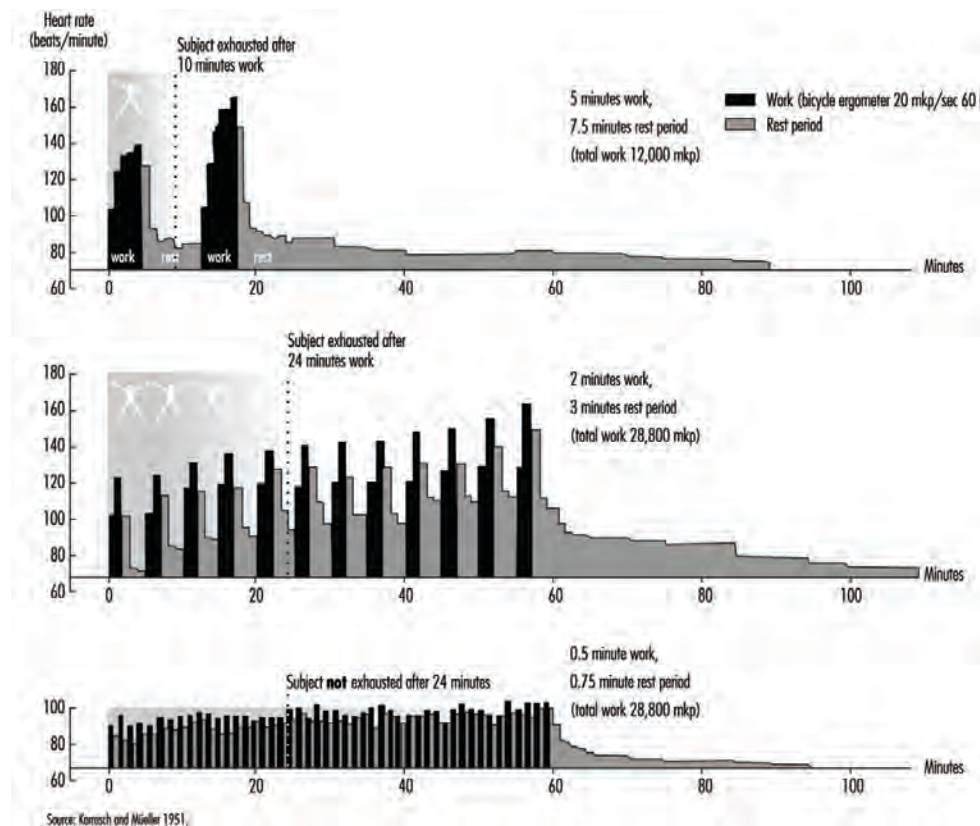 Heart rate
(beats/minute)
Subject exhausted after
10 minutes work
180
160
140
120
100
80
60
5 minutes work,
7.5 minutes rest period
(total work 12,000 mkp)
Work (bicycle ergometer 20 mkp/sec 60
Rest period
work
rest
work
rest
Minutes
0
20
40
60
80
100
Subject exhausted after
24 minutes work
180
160
140
120
100
80
60
2 minutes work,
3 minutes rest period
(total work 28,800 mkp)
Minutes
0
20
40
60
80
100
0.5 minute work,
0.75 minute rest period
(total work 28,800 mkp)
Subject not exhausted after 24 minutes
100
80
60
Minutes
0
20
40
60
80
100
Source: Karrasch and Müeller 1951.